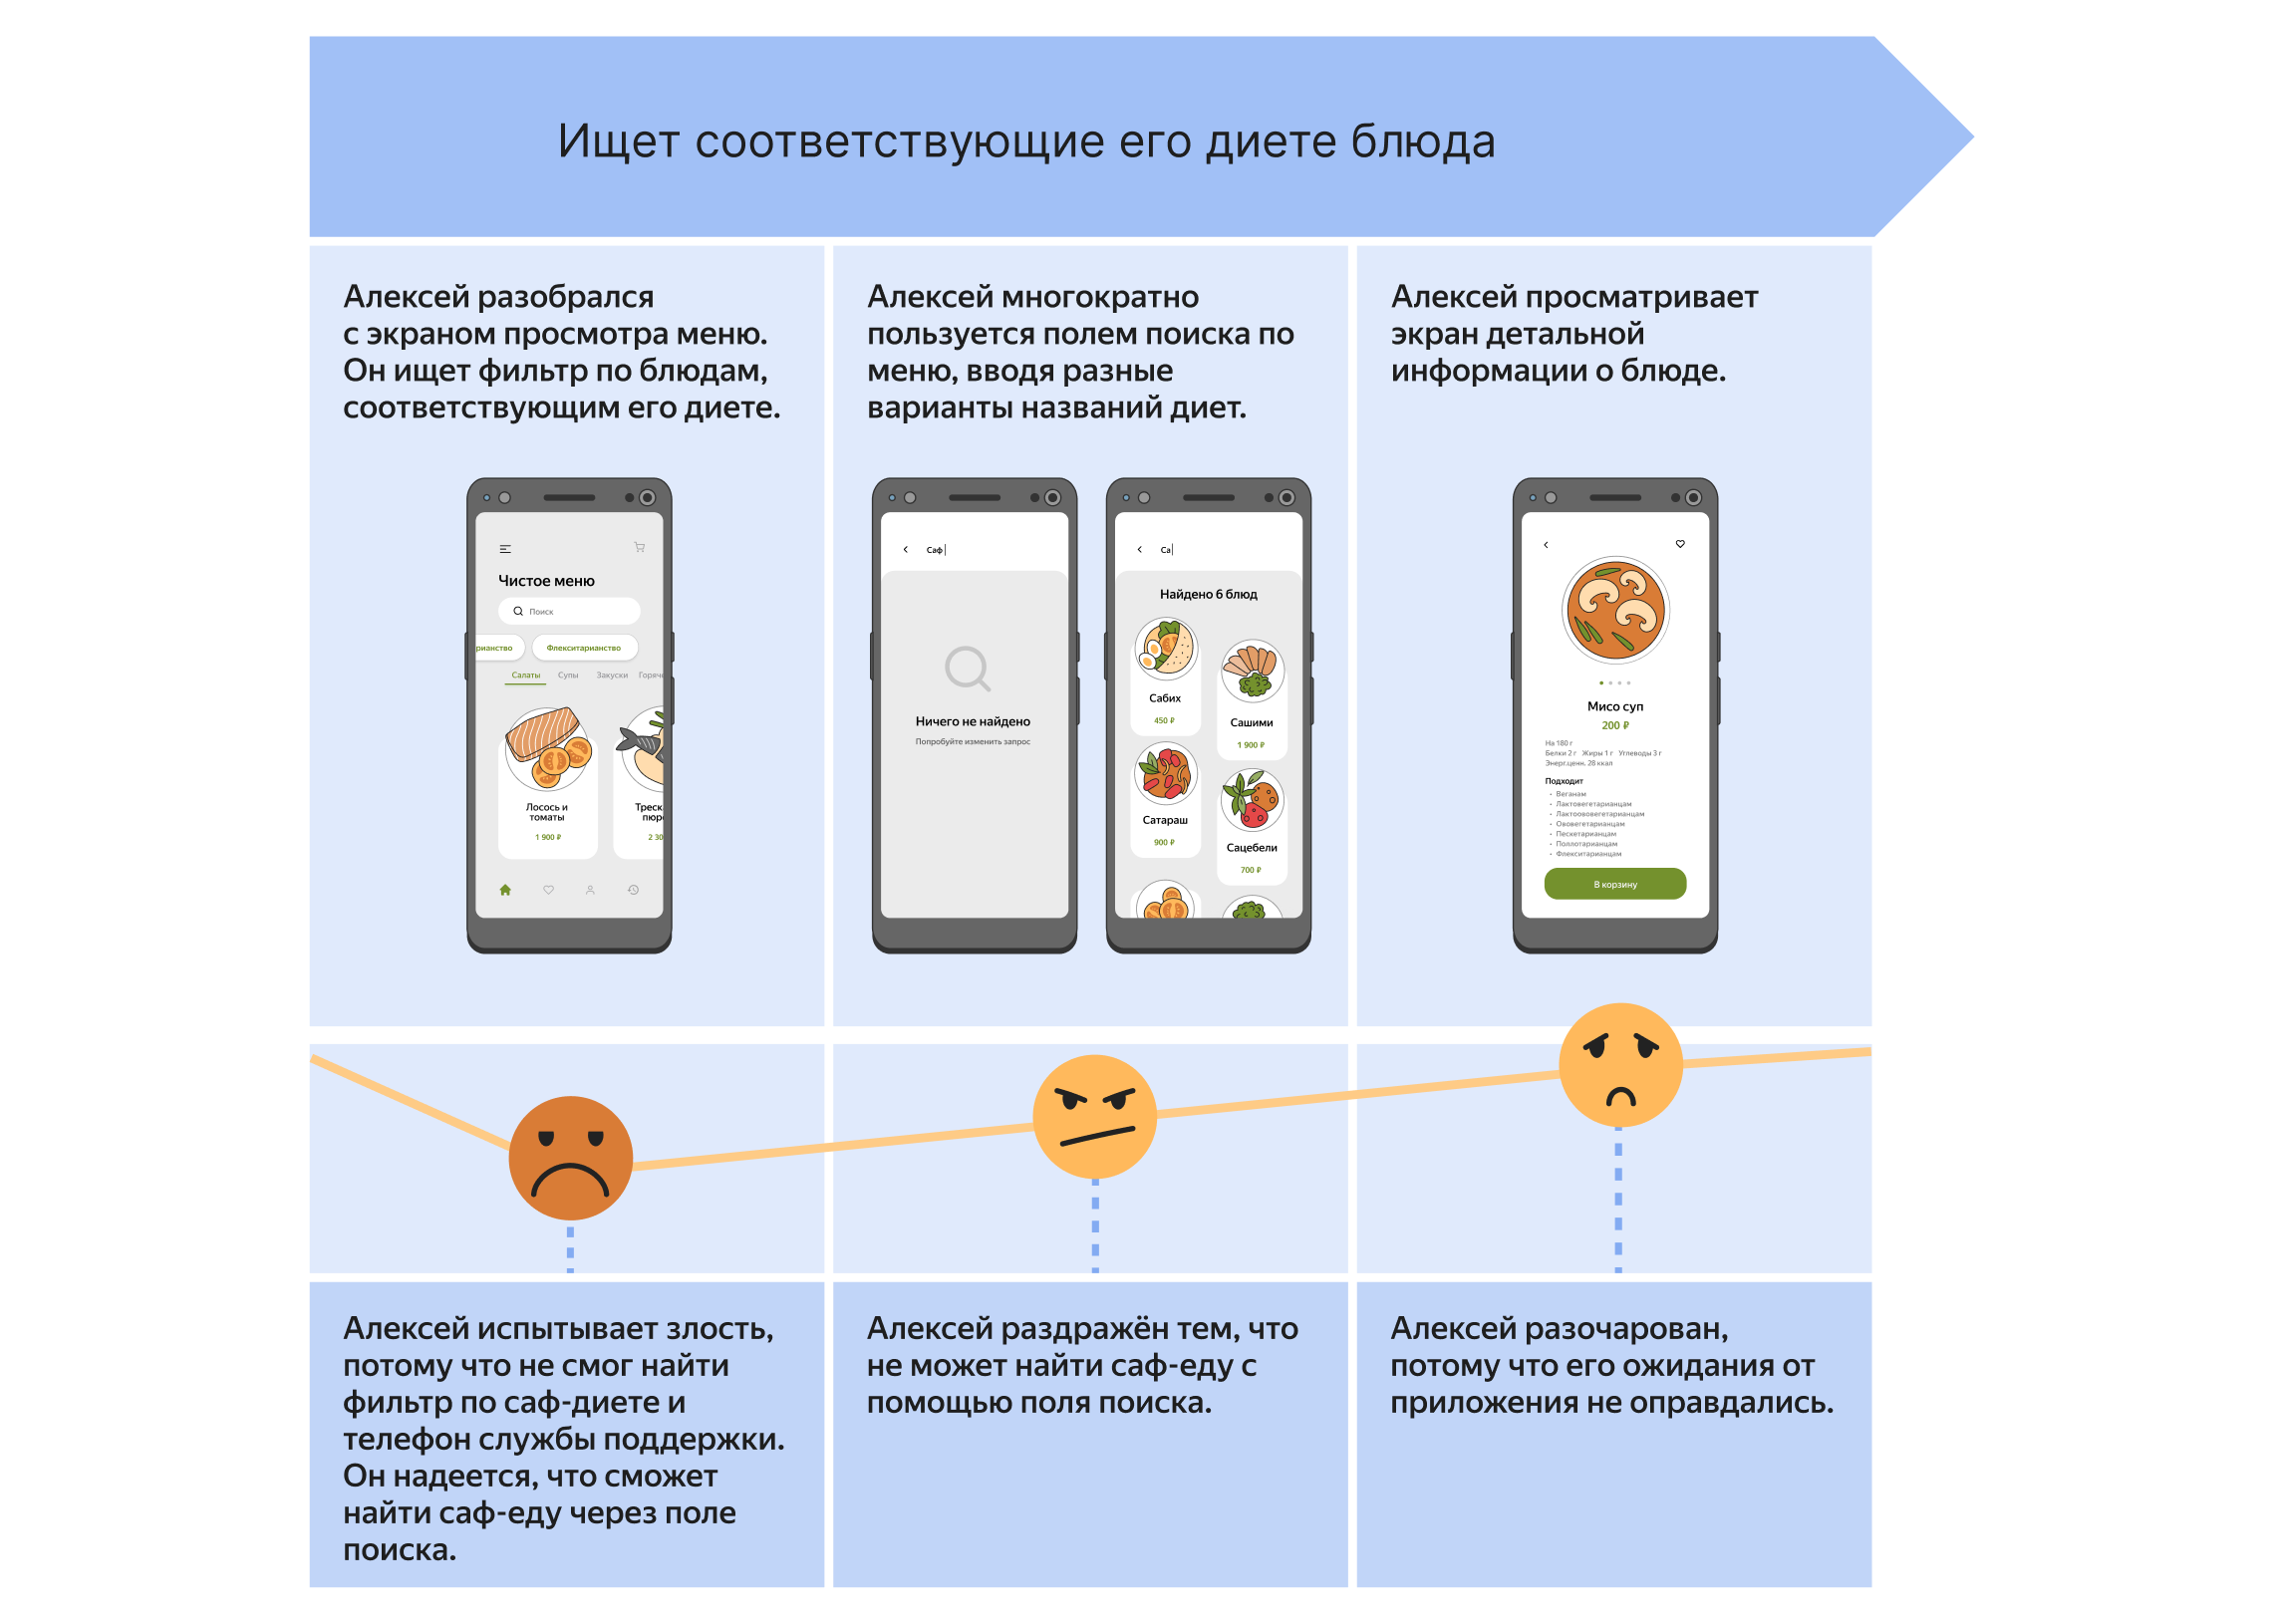 Ищет соответствующие его диете блюда
Алексей разобрался
с экраном просмотра меню.
Он ищет фильтр по блюдам,
соответствующим его диете.
Чистое меню
Поиск
рианство
Флекситарианство
Салаты
Супы
Закуски
Горяч
Лосось и
томаты
1 900 ₽
Треск
пюр
2 30
Алексей многократно
пользуется полем поиска по
меню, вводя разные
варианты названий диет.
Саф
Ничего не найдено
Попробуйте изменить запрос
Са
Найдено 6 блюд
Сабих
450 ₽
Сашими
1 900 ₽
Сатараш
900 ₽
Сацебели
700 ₽
Алексей просматривает
экран детальной
информации о блюде.
Мисо суп
200 ₽
На 180 г
Белки 2 г Жиры 1 г Углеводы 3 г
Энерг.ценн. 28 ккал
Подходит
- Веганам
- Лактовегетарианцам
- Лактоововегетарианцам
- Ововегетарианцам
- Пескетарианцам
- Поллотарианцам
- Флекситарианцам
В корзину
Алексей испытывает злость,
потому что не смог найти
фильтр по саф-диете и
телефон службы поддержки.
Он надеется, что сможет
найти саф-еду через поле
поиска.
Алексей раздражён тем, что
не может найти саф-еду с
помощью поля поиска.
Алексей разочарован,
потому что его ожидания от
приложения не оправдались.